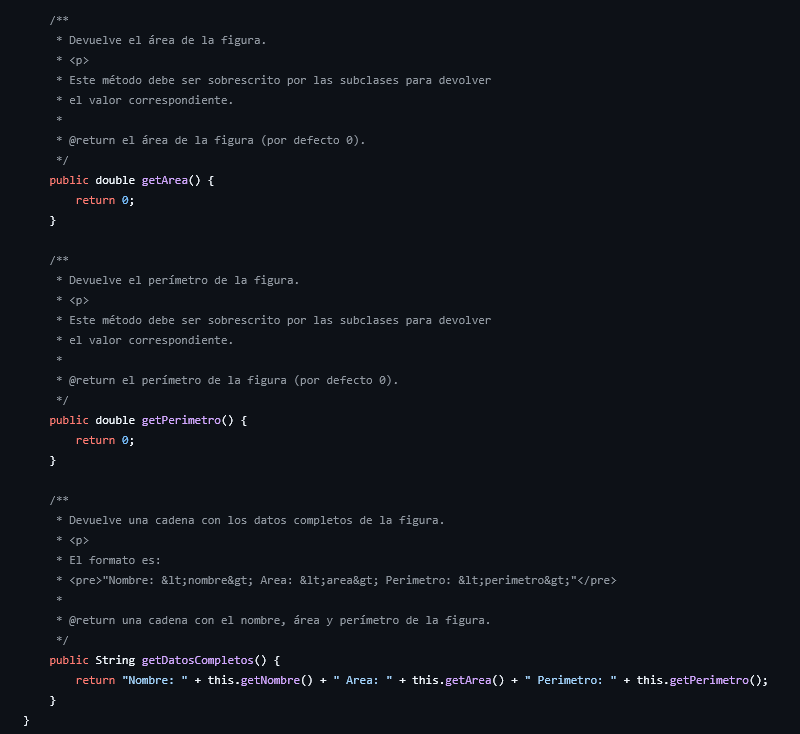 /**
* Devuelve el área de la figura.
* <p>
* Este método debe ser sobrescrito por las subclases para devolver
* el valor correspondiente.
*
* @return el área de la figura (por defecto 0).
*/
public double getArea() {
return 0;
}
/**
* Devuelve el perímetro de la figura.
* <p>
* Este método debe ser sobrescrito por las subclases para devolver
* el valor correspondiente.
*
* @return el perímetro de la figura (por defecto 0).
*/
public double getPerimetro() {
return 0;
}
/**
* Devuelve una cadena con los datos completos de la figura.
* <p>
* El formato es:
* <pre>"Nombre: &lt;nombre&gt; Area: &lt;area&gt; Perimetro: &lt;perimetro&gt;"</pre>
*
* @return una cadena con el nombre, área y perímetro de la figura.
*/
public String getDatosCompletos() {
return "Nombre: " + this.getNombre() + " Area: " + this.getArea() + " Perimetro: " + this.getPerimetro();
}
}